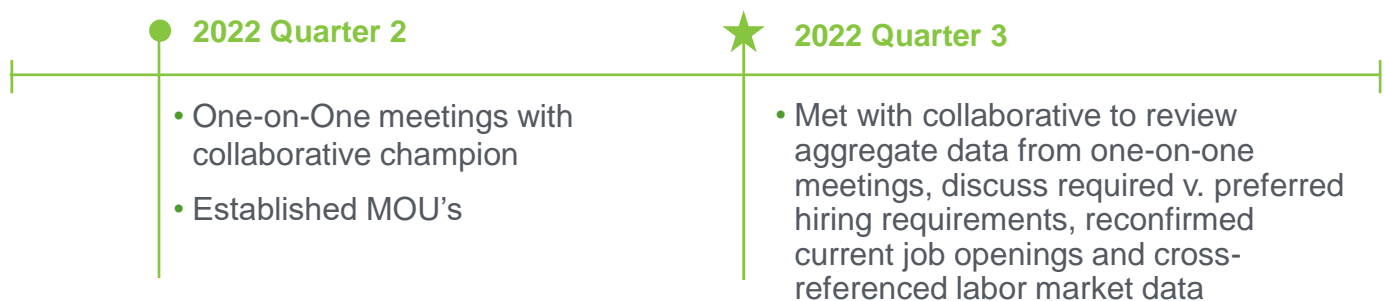 2022 Quarter 2
• One-on-One meetings with
collaborative champion
• Established MOU’s
2022 Quarter 3
• Met with collaborative to review
aggregate data from one-on-one
meetings, discuss required v. preferred
hiring requirements, reconfirmed
current job openings and cross-
referenced labor market data